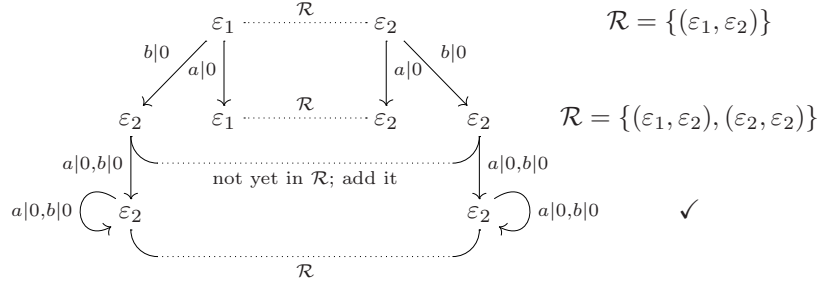 ε₁ ℛ ε₂ ℛ = {(ε₁, ε₂)}
b|0 a|0 a|0 b|0
ε₂ ε₁ ℛ ε₂ ε₂ ℛ = {(ε₁, ε₂), (ε₂, ε₂)}
a|0,b|0 not yet in ℛ; add it a|0,b|0
a|0,b|0 ε₂ ε₂ a|0,b|0 ✓
ℛ